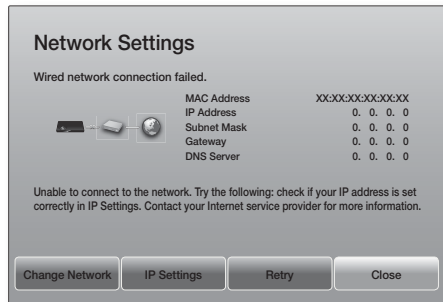 Network Settings
Wired network connection failed.
MAC Address XX:XX:XX:XX:XX:XX
IP Address 0. 0. 0. 0
Subnet Mask 0. 0. 0. 0
Gateway 0. 0. 0. 0
DNS Server 0. 0. 0. 0
Unable to connect to the network. Try the following: check if your IP address is set
correctly in IP Settings. Contact your Internet service provider for more information.
Change Network IP Settings Retry Close